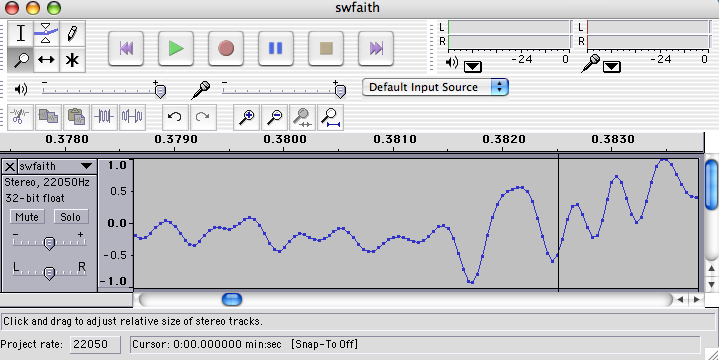 swfaith
L
R
-24 0
L
R
-24 0
- +
- +
Default Input Source
0.3780 0.3790 0.3800 0.3810 0.3820 0.3830
X swfaith
Stereo, 22050Hz
32-bit float
Mute Solo
- +
L R
1.0
0.5
0.0
-0.5
-1.0
Click and drag to adjust relative size of stereo tracks.
Project rate: 22050 Cursor: 0:00.000000 min:sec [Snap-To Off]